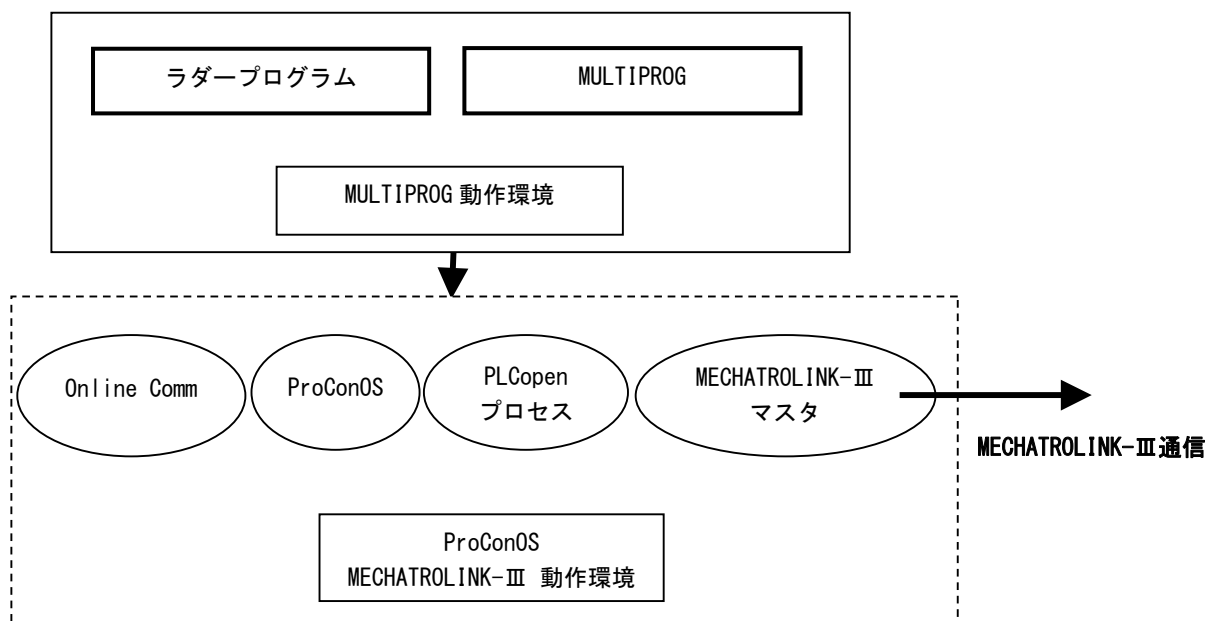 ラダープログラム
MULTIPROG
MULTIPROG 動作環境
Online Comm
ProConOS
PLCopen
プロセス
MECHATROLINK-Ⅲ
マスタ
MECHATROLINK-Ⅲ通信
ProConOS
MECHATROLINK-Ⅲ 動作環境